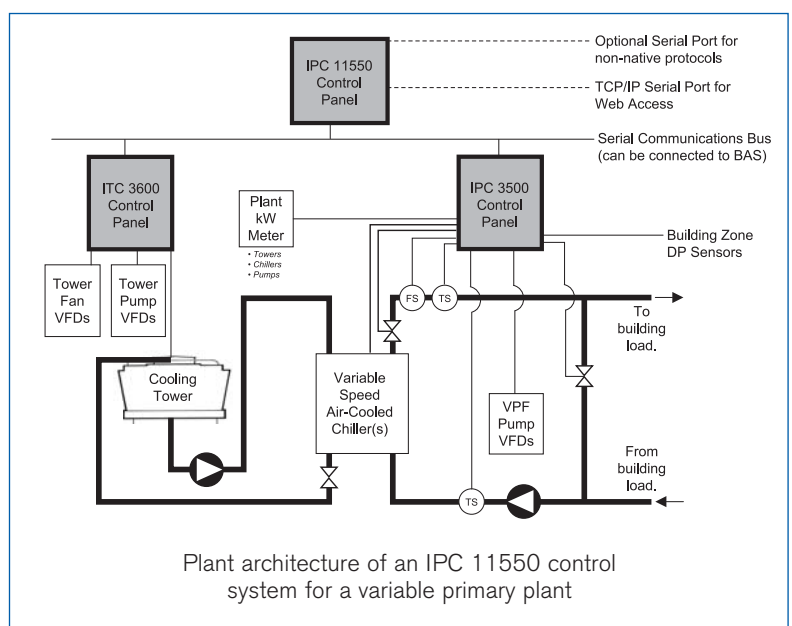 IPC 11550
Control
Panel
Optional Serial Port for
non-native protocols
TCP/IP Serial Port for
Web Access
Serial Communications Bus
(can be connected to BAS)
ITC 3600
Control
Panel
Plant
kW
Meter
• Towers
• Chillers
• Pumps
IPC 3500
Control
Panel
Building Zone
DP Sensors
Tower
Fan
VFDs
Tower
Pump
VFDs
FS
TS
To
building
load.
Cooling
Tower
Variable
Speed
Air-Cooled
Chiller(s)
VPF
Pump
VFDs
From
building
load.
TS
Plant architecture of an IPC 11550 control
system for a variable primary plant